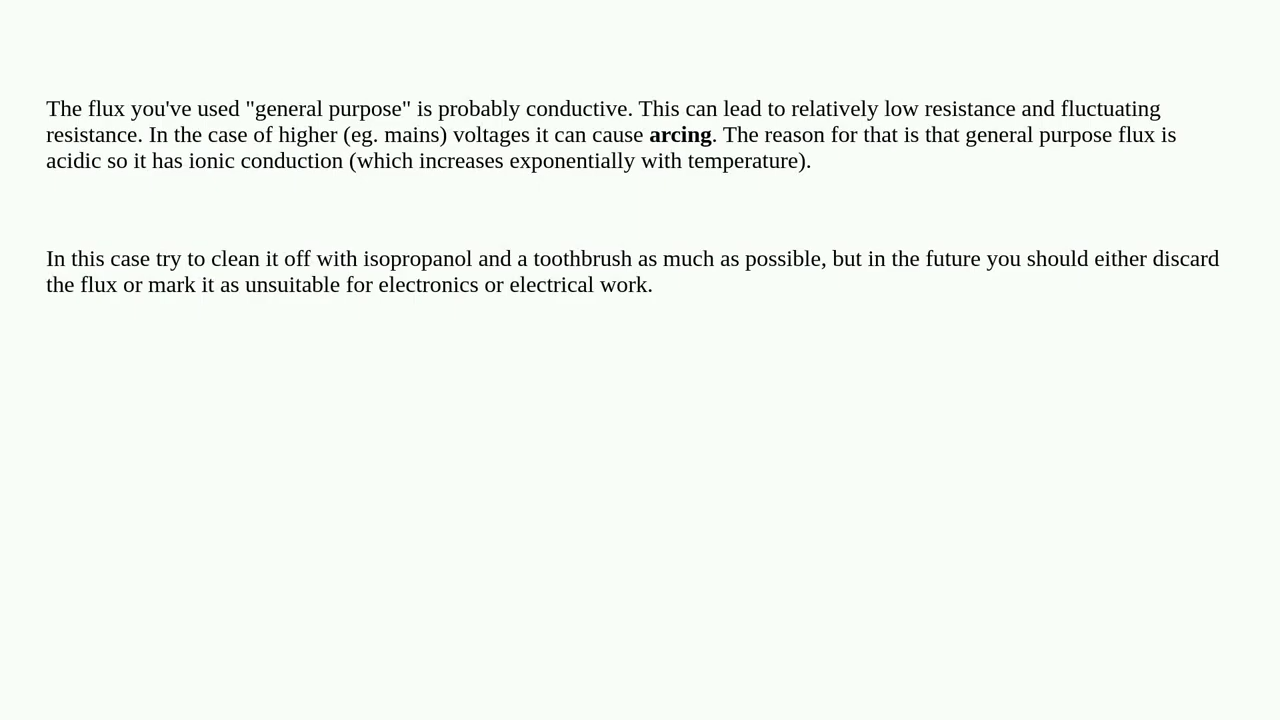 The flux you've used "general purpose" is probably conductive. This can lead to relatively low resistance and fluctuating
resistance. In the case of higher (eg. mains) voltages it can cause arcing. The reason for that is that general purpose flux is
acidic so it has ionic conduction (which increases exponentially with temperature).
In this case try to clean it off with isopropanol and a toothbrush as much as possible, but in the future you should either discard
the flux or mark it as unsuitable for electronics or electrical work.